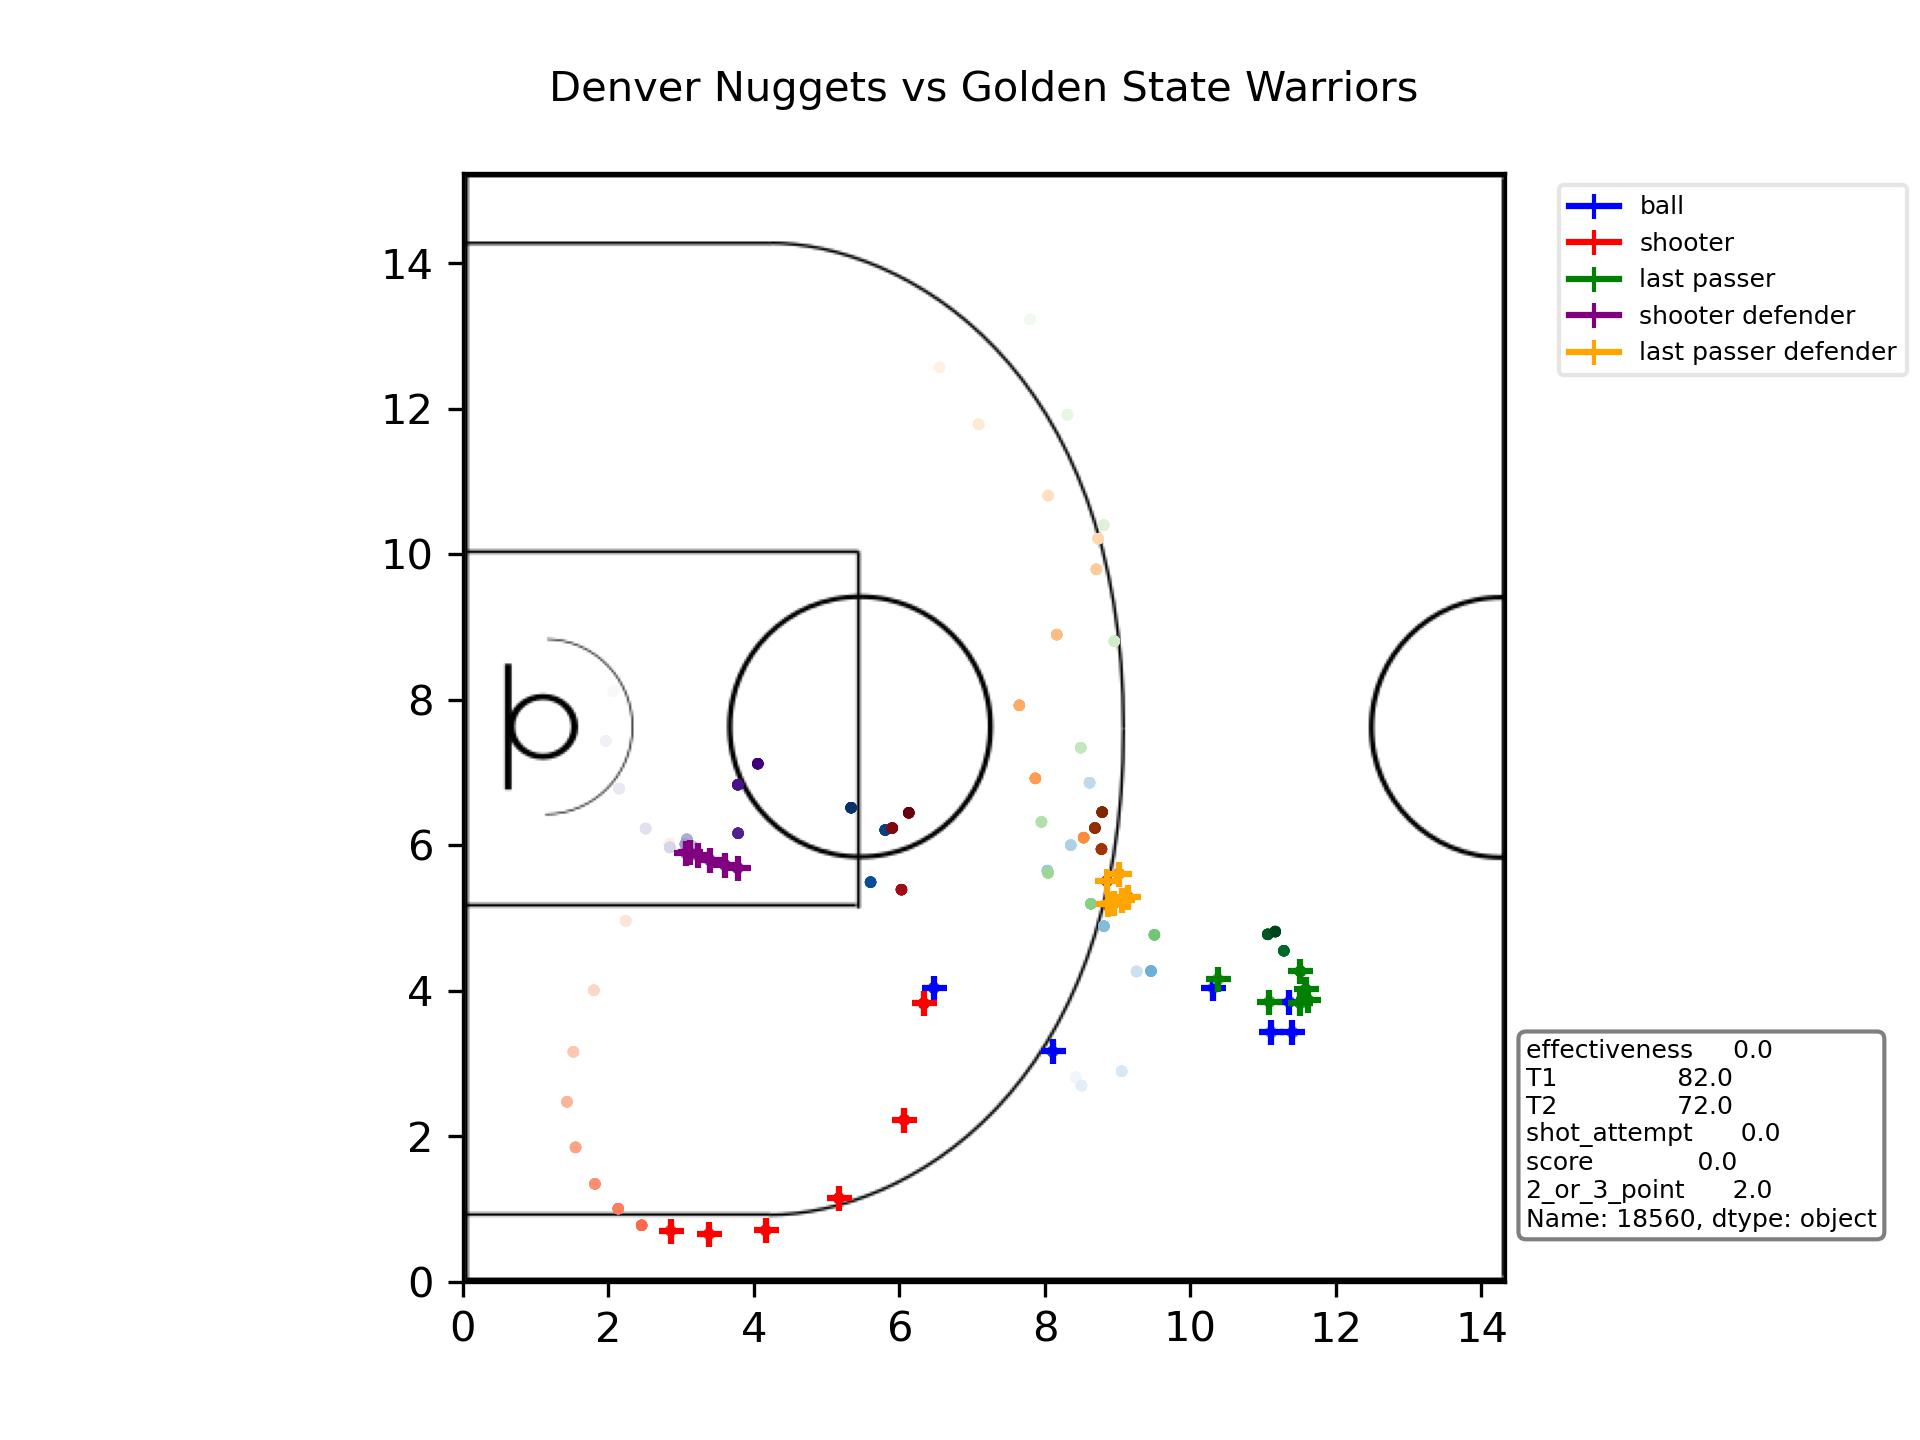 Denver Nuggets vs Golden State Warriors
ball
shooter
last passer
shooter defender
last passer defender
14
12
10
8
6
4
2
0
0 2 4 6 8 10 12 14
effectiveness 0.0
T1 82.0
T2 72.0
shot_attempt 0.0
score 0.0
2_or_3_point 2.0
Name: 18560, dtype: object